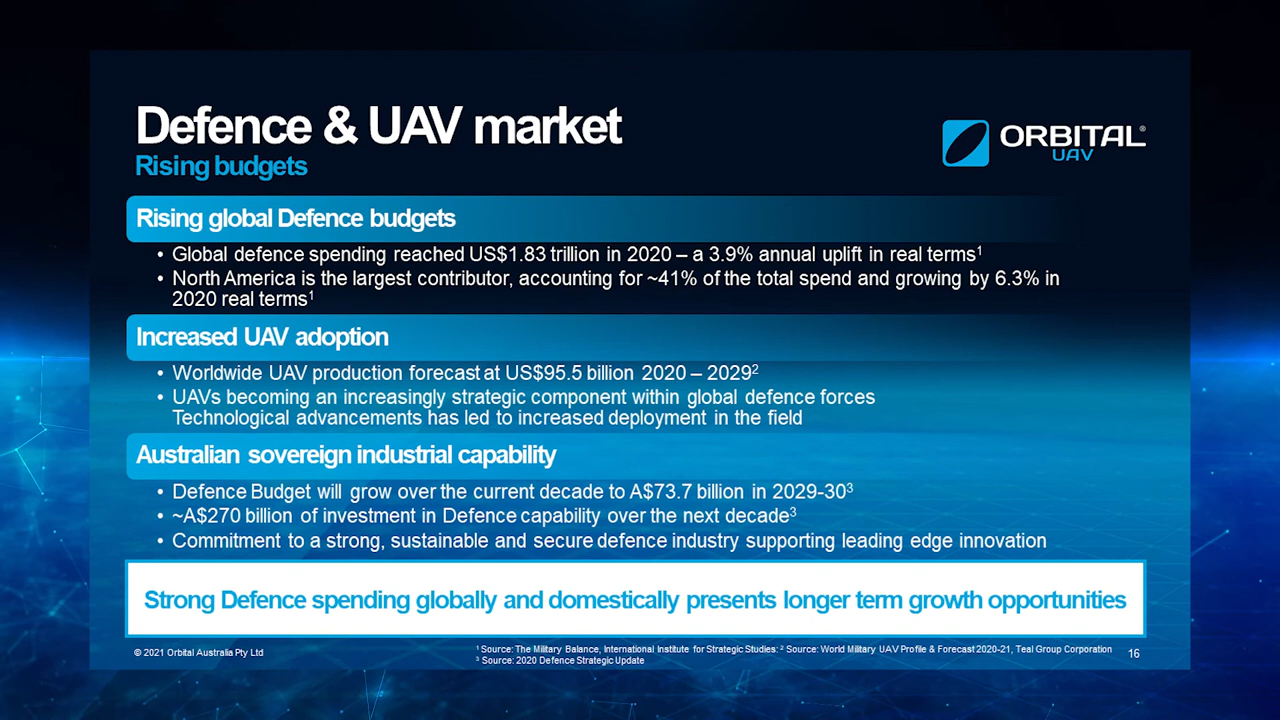 Defence & UAV market
Rising budgets
ORBITAL®
UAV
Rising global Defence budgets
• Global defence spending reached US$1.83 trillion in 2020 – a 3.9% annual uplift in real terms¹
• North America is the largest contributor, accounting for ~41% of the total spend and growing by 6.3% in
2020 real terms¹
Increased UAV adoption
• Worldwide UAV production forecast at US$95.5 billion 2020 – 2029²
• UAVs becoming an increasingly strategic component within global defence forces
Technological advancements has led to increased deployment in the field
Australian sovereign industrial capability
• Defence Budget will grow over the current decade to A$73.7 billion in 2029-30³
• ~A$270 billion of investment in Defence capability over the next decade³
• Commitment to a strong, sustainable and secure defence industry supporting leading edge innovation
Strong Defence spending globally and domestically presents longer term growth opportunities
© 2021 Orbital Australia Pty Ltd
¹ Source: The Military Balance, International Institute for Strategic Studies: ² Source: World Military UAV Profile & Forecast 2020-21, Teal Group Corporation
³ Source: 2020 Defence Strategic Update
16